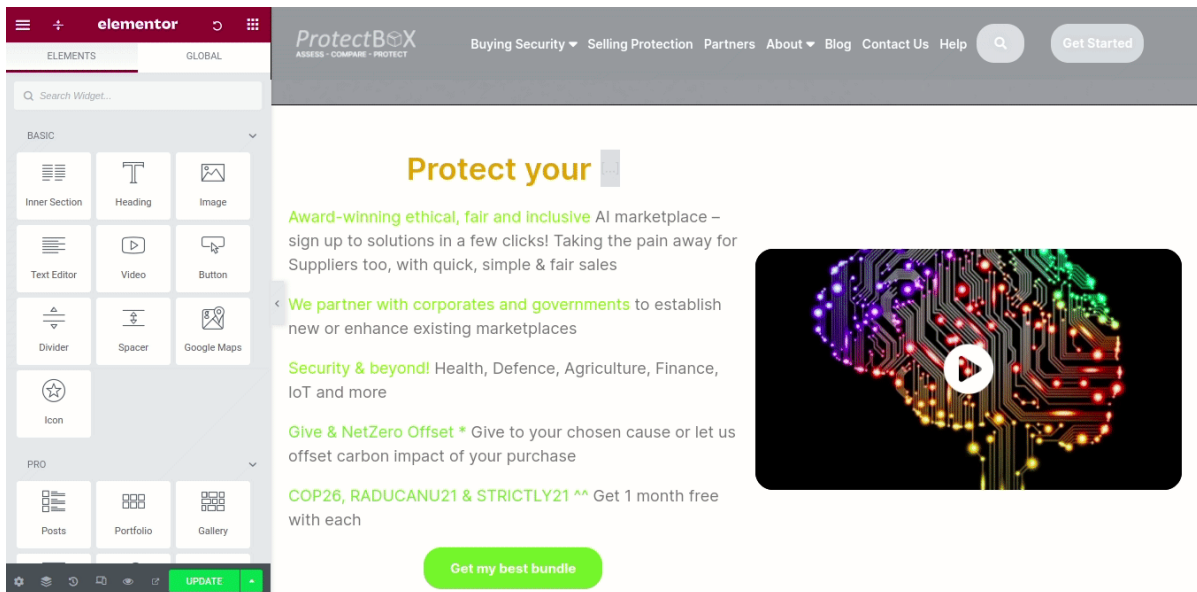 elementor
ELEMENTS GLOBAL
Search Widget...
BASIC
Inner Section Heading Image
Text Editor Video Button
Divider Spacer Google Maps
Icon
PRO
Posts Portfolio Gallery
UPDATE
ProtectBOX
ASSESS - COMPARE - PROTECT
Buying Security Selling Protection Partners About Blog Contact Us Help
Get Started
Protect your [...]
Award-winning ethical, fair and inclusive AI marketplace –
sign up to solutions in a few clicks! Taking the pain away for
Suppliers too, with quick, simple & fair sales
We partner with corporates and governments to establish
new or enhance existing marketplaces
Security & beyond! Health, Defence, Agriculture, Finance,
IoT and more
Give & NetZero Offset * Give to your chosen cause or let us
offset carbon impact of your purchase
COP26, RADUCANU21 & STRICTLY21 ^^ Get 1 month free
with each
Get my best bundle